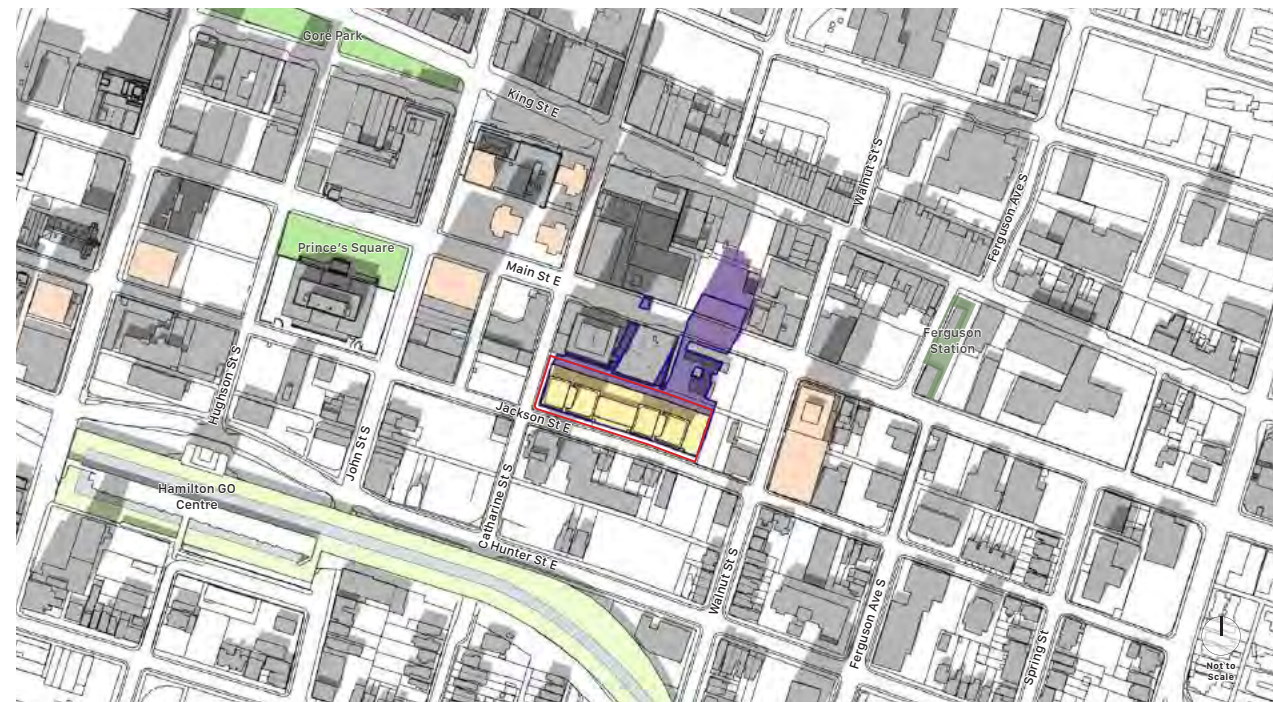 Gore Park
King St E
Walnut St S
Ferguson Ave S
Prince's Square
Main St E
Ferguson
Station
Hughson St S
Jackson St E
John St S
Catharine St S
Hamilton GO
Centre
Hunter St E
Walnut St S
Ferguson Ave S
Spring St
Not to
Scale